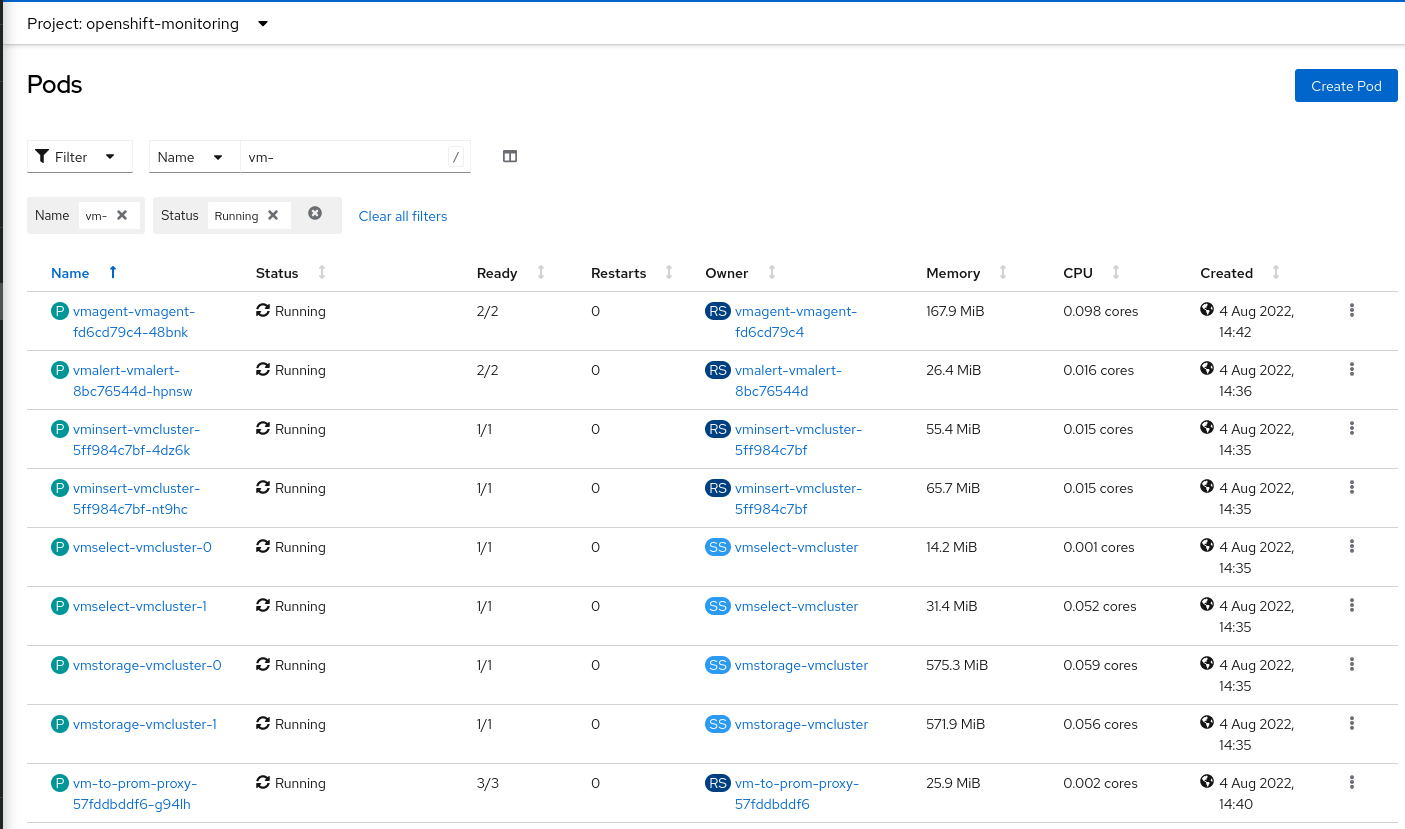 Project: openshift-monitoring
Pods
Create Pod
Filter Name vm- /
Name vm- Status Running Clear all filters
Name Status Ready Restarts Owner Memory CPU Created
P vmagent-vmagent- Running 2/2 0 RS vmagent-vmagent- 167.9 MiB 0.098 cores 4 Aug 2022,
fd6cd79c4-48bnk fd6cd79c4 14:42
P vmalert-vmalert- Running 2/2 0 RS vmalert-vmalert- 26.4 MiB 0.016 cores 4 Aug 2022,
8bc76544d-hpnsw 8bc76544d 14:36
P vminsert-vmcluster- Running 1/1 0 RS vminsert-vmcluster- 55.4 MiB 0.015 cores 4 Aug 2022,
5ff984c7bf-4dz6k 5ff984c7bf 14:35
P vminsert-vmcluster- Running 1/1 0 RS vminsert-vmcluster- 65.7 MiB 0.015 cores 4 Aug 2022,
5ff984c7bf-nt9hc 5ff984c7bf 14:35
P vmselect-vmcluster-0 Running 1/1 0 SS vmselect-vmcluster 14.2 MiB 0.001 cores 4 Aug 2022,
14:35
P vmselect-vmcluster-1 Running 1/1 0 SS vmselect-vmcluster 31.4 MiB 0.052 cores 4 Aug 2022,
14:35
P vmstorage-vmcluster-0 Running 1/1 0 SS vmstorage-vmcluster 575.3 MiB 0.059 cores 4 Aug 2022,
14:35
P vmstorage-vmcluster-1 Running 1/1 0 SS vmstorage-vmcluster 571.9 MiB 0.056 cores 4 Aug 2022,
14:35
P vm-to-prom-proxy- Running 3/3 0 RS vm-to-prom-proxy- 25.9 MiB 0.002 cores 4 Aug 2022,
57fddbddf6-g94lh 57fddbddf6 14:40